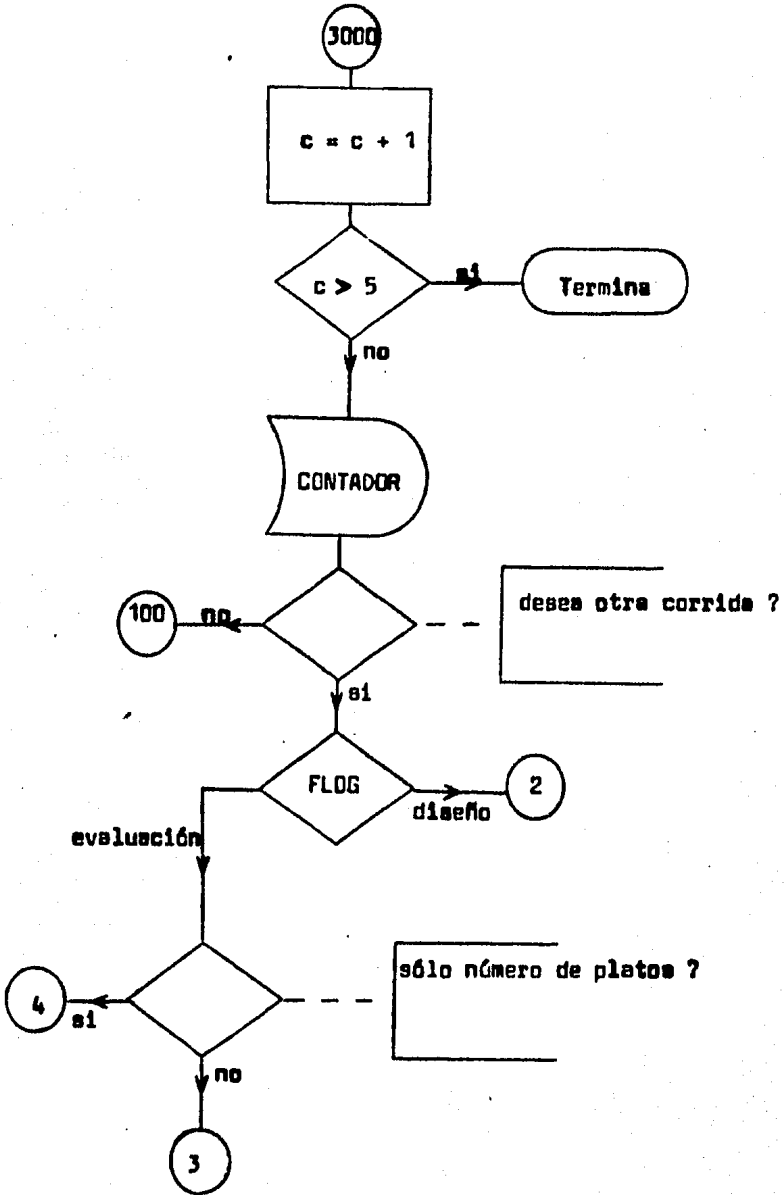 3000
c = c + 1
c > 5
si
Termina
no
CONTADOR
desea otra corrida ?
100
no
si
FLOG
2
diseño
evaluación
sólo número de platos ?
4
si
no
3